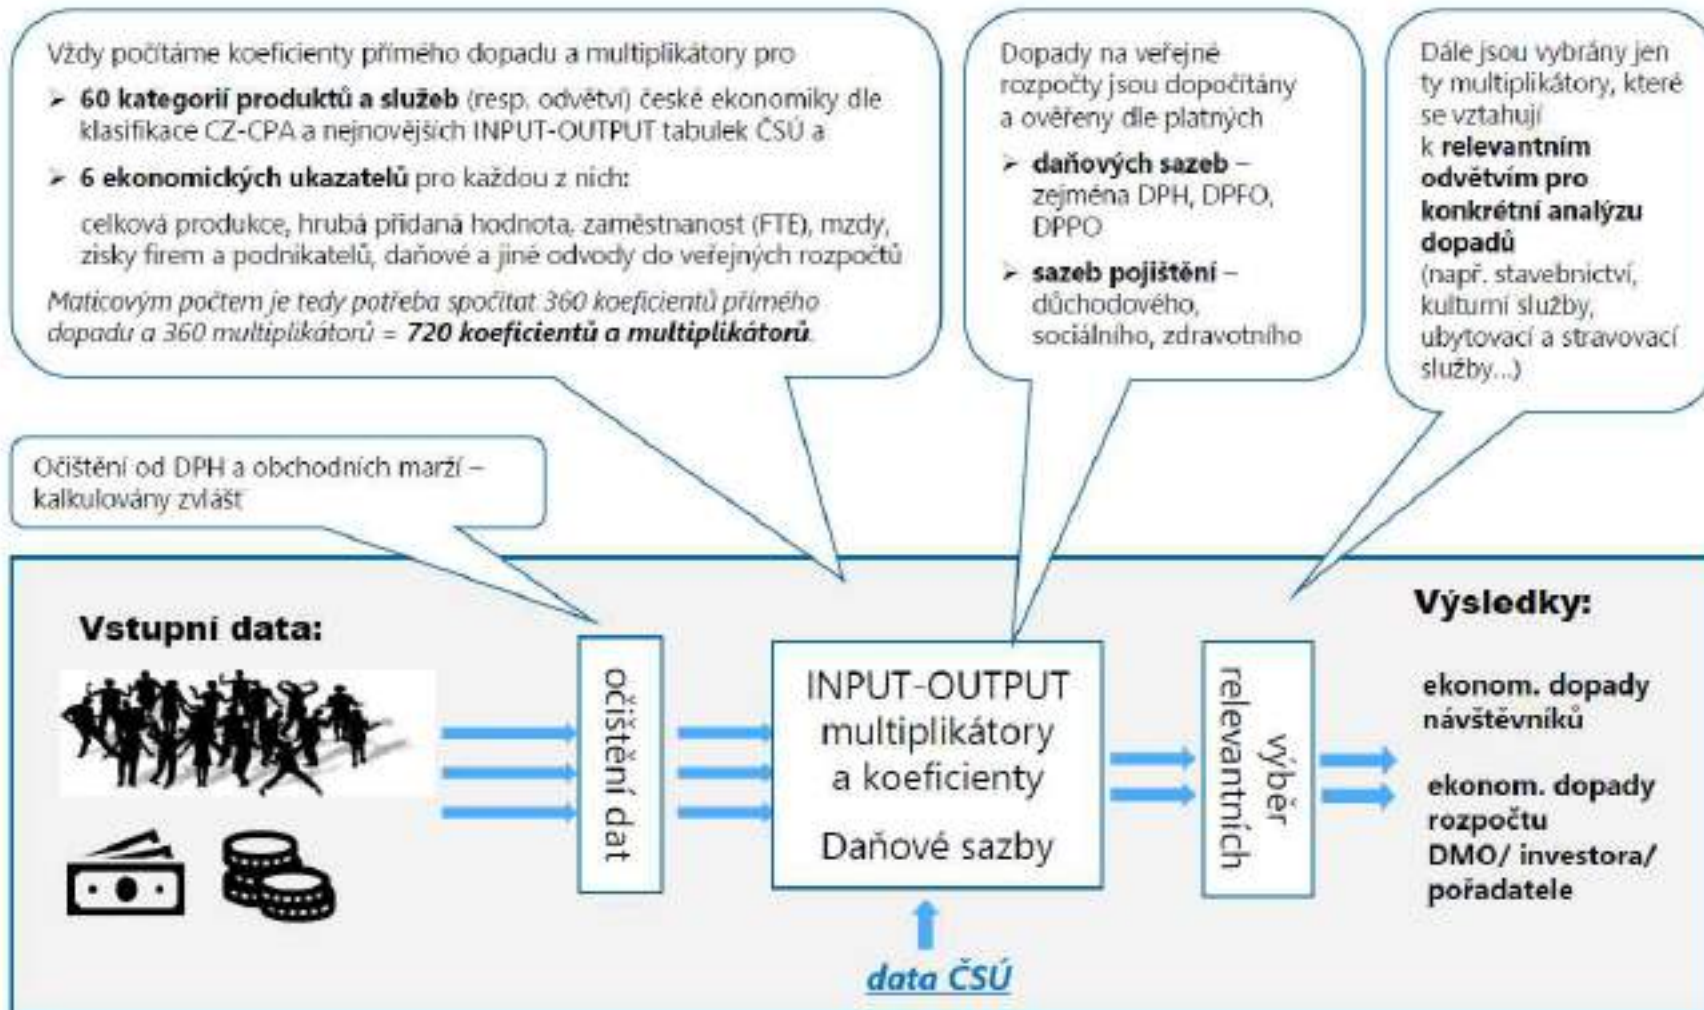 Vždy počítáme koeficienty přímého dopadu a multiplikátory pro
➤ 60 kategorií produktů a služeb (resp. odvětví) české ekonomiky dle
klasifikace CZ-CPA a nejnovějších INPUT-OUTPUT tabulek ČSÚ a
➤ 6 ekonomických ukazatelů pro každou z nich:
celková produkce, hrubá přidaná hodnota, zaměstnanost (FTE), mzdy,
zisky firem a podnikatelů, daňové a jiné odvody do veřejných rozpočtů
Maticovým počtem je tedy potřeba spočítat 360 koeficientů přímého
dopadu a 360 multiplikátorů = 720 koeficientů a multiplikátorů.
Dopady na veřejné
rozpočty jsou dopočítány
a ověřeny dle platných
➤ daňových sazeb –
zejména DPH, DPFO,
DPPO
➤ sazeb pojištění –
důchodového,
sociálního, zdravotního
Dále jsou vybrány jen
ty multiplikátory, které
se vztahují
k relevantním
odvětvím pro
konkrétní analýzu
dopadů
(např. stavebnictví,
kulturní služby,
ubytovací a stravovací
služby...)
Očištění od DPH a obchodních marží –
kalkulovány zvlášť
Vstupní data:
očištění dat
INPUT-OUTPUT
multiplikátory
a koeficienty
Daňové sazby
data ČSÚ
výběr
relevantních
Výsledky:
ekonom. dopady
návštěvníků
ekonom. dopady
rozpočtu
DMO/ investora/
pořadatele